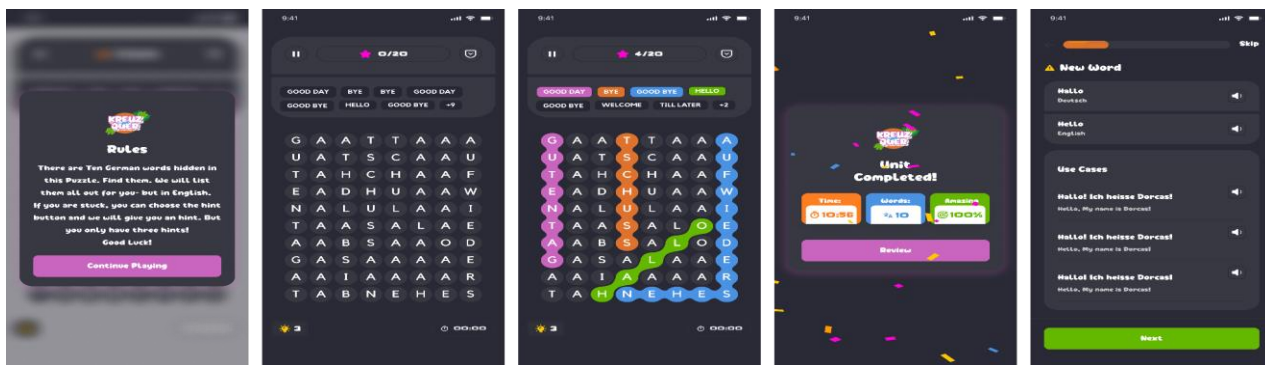 KREUZ
QUER
Rules
There are Ten German words hidden in
this Puzzle. Find them. We will list
them all out for you- but in English.
If you are stuck, you can choose the hint
button and we will give you an hint. But
you only have three hints!
Good Luck!
Continue Playing
9:41
0/20
GOOD DAY BYE BYE GOOD DAY
GOOD BYE HELLO GOOD BYE +9
G A A T T A A A
U A T S C A A U
T A H C H A A F
E A D H U A A W
N A L U L A A I
T A A S A L A E
A A B S A A O D
G A S A A A A E
A A I A A A A R
T A B N E H E S
3
00:00
9:41
4/20
GOOD DAY BYE GOOD BYE HELLO
GOOD BYE WELCOME TILL LATER +2
G A A T T A A A
U A T S C A A U
T A H C H A A F
E A D H U A A W
N A L U L A A I
T A A S A L O E
A A B S A L O D
G A S A L A A E
A A I A A A A R
T A H N E H E S
3
00:00
9:41
KREUZ
QUER
Unit
Completed!
Time: Words: Amazing
10:56 10 100%
Review
9:41
Skip
New Word
Hallo
Deutsch
Hello
English
Use Cases
Hallo! Ich heisse Dorcas!
Hello, My name is Dorcas!
Hallo! Ich heisse Dorcas!
Hello, My name is Dorcas!
Hallo! Ich heisse Dorcas!
Hello, My name is Dorcas!
Next